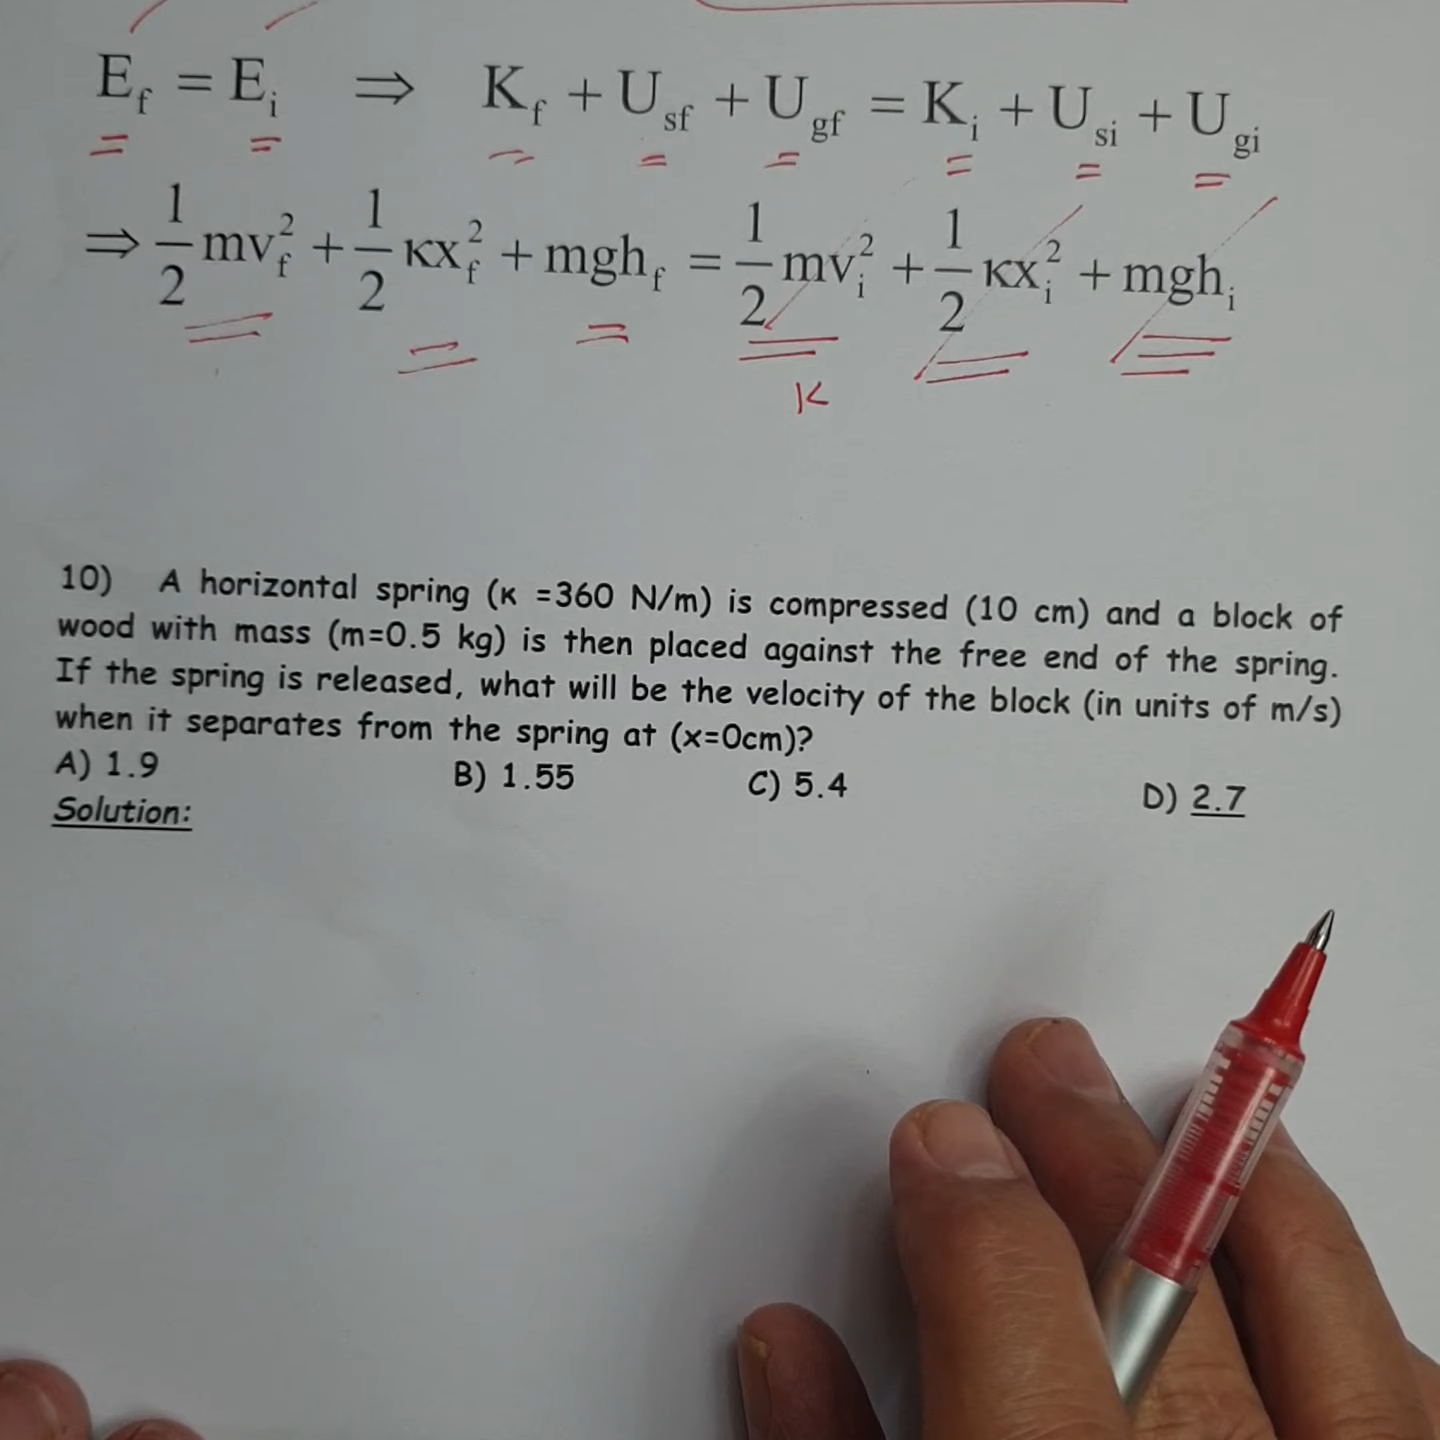 E_f = E_i ⇒ K_f + U_sf + U_gf = K_i + U_si + U_gi
⇒ 1/2 mv_f^2 + 1/2 κx_f^2 + mgh_f = 1/2 mv_i^2 + 1/2 κx_i^2 + mgh_i
K
10) A horizontal spring (κ =360 N/m) is compressed (10 cm) and a block of
wood with mass (m=0.5 kg) is then placed against the free end of the spring.
If the spring is released, what will be the velocity of the block (in units of m/s)
when it separates from the spring at (x=0cm)?
A) 1.9 B) 1.55 C) 5.4 D) 2.7
Solution: